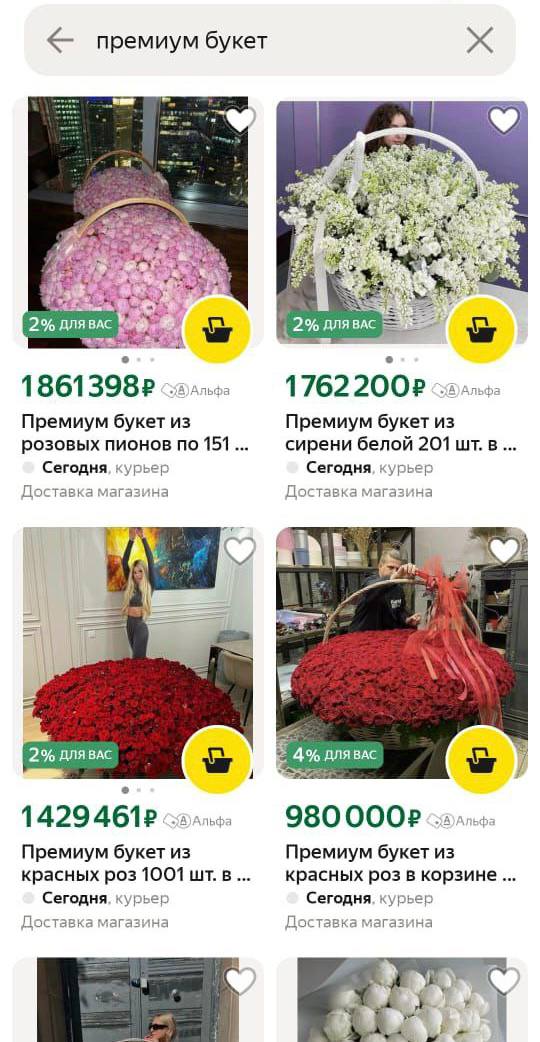 премиум букет
2% ДЛЯ ВАС
2% ДЛЯ ВАС
1 861 398 ₽ Альфа
1 762 200 ₽ Альфа
Премиум букет из
розовых пионов по 151 ...
Сегодня, курьер
Доставка магазина
Премиум букет из
сирени белой 201 шт. в ...
Сегодня, курьер
Доставка магазина
2% ДЛЯ ВАС
4% ДЛЯ ВАС
1 429 461 ₽ Альфа
980 000 ₽ Альфа
Премиум букет из
красных роз 1001 шт. в ...
Сегодня, курьер
Доставка магазина
Премиум букет из
красных роз в корзине ...
Сегодня, курьер
Доставка магазина